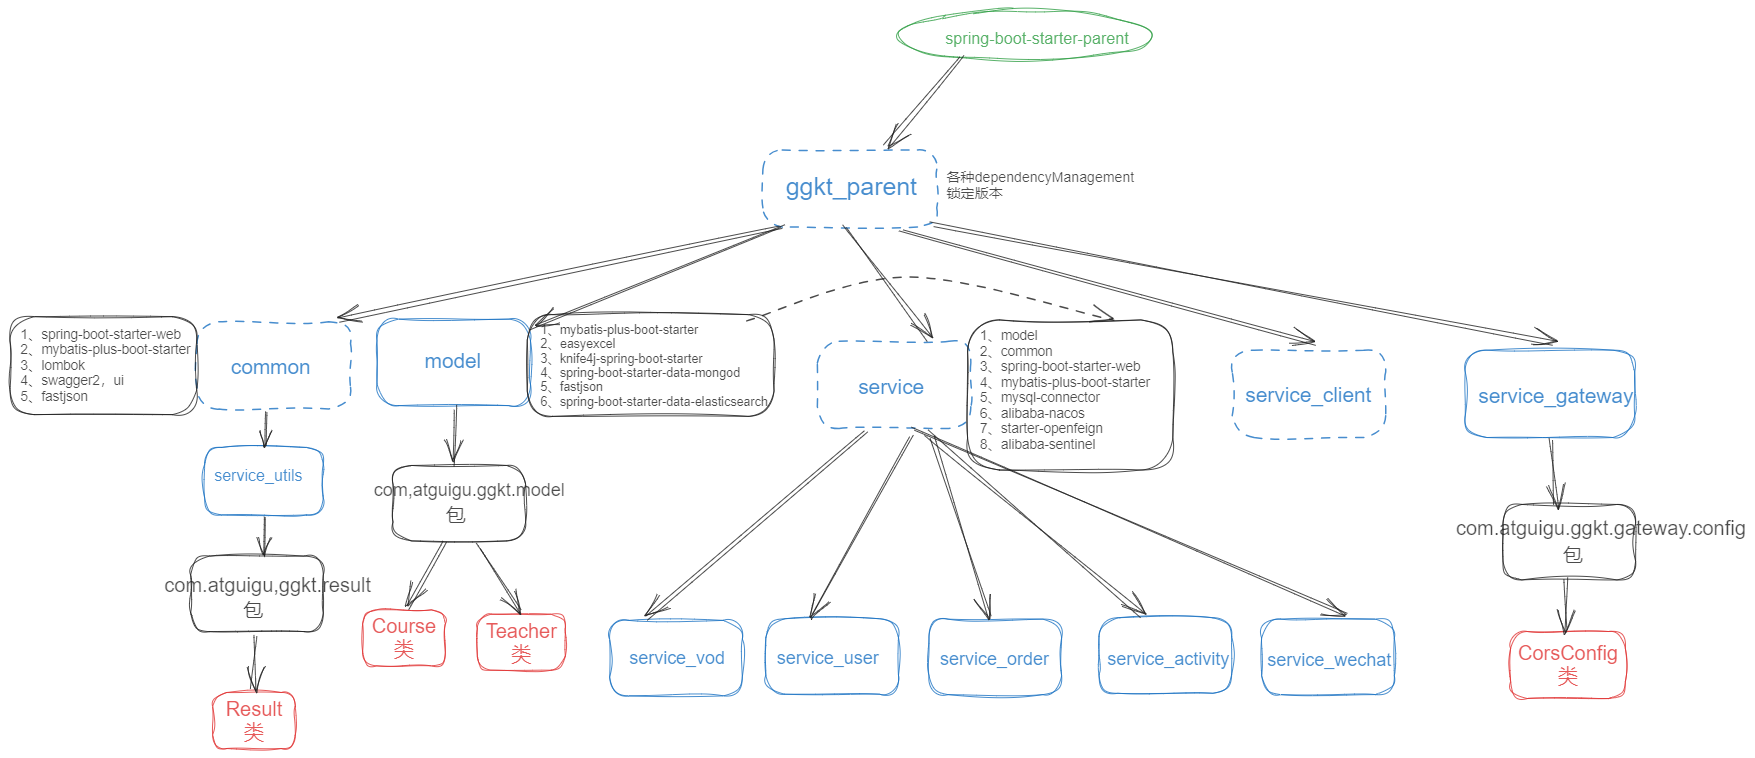 spring-boot-starter-parent
ggkt_parent
各种dependencyManagement
锁定版本
1、spring-boot-starter-web
2、mybatis-plus-boot-starter
3、lombok
4、swagger2，ui
5、fastjson
common
model
1、mybatis-plus-boot-starter
2、easyexcel
3、knife4j-spring-boot-starter
4、spring-boot-starter-data-mongod
5、fastjson
6、spring-boot-starter-data-elasticsearch
service
1、model
2、common
3、spring-boot-starter-web
4、mybatis-plus-boot-starter
5、mysql-connector
6、alibaba-nacos
7、starter-openfeign
8、alibaba-sentinel
service_client
service_gateway
service_utils
com,atguigu.ggkt.model
包
com.atguigu.ggkt.gateway.config
包
com.atguigu,ggkt.result
包
Course
类
Teacher
类
service_vod
service_user
service_order
service_activity
service_wechat
CorsConfig
类
Result
类